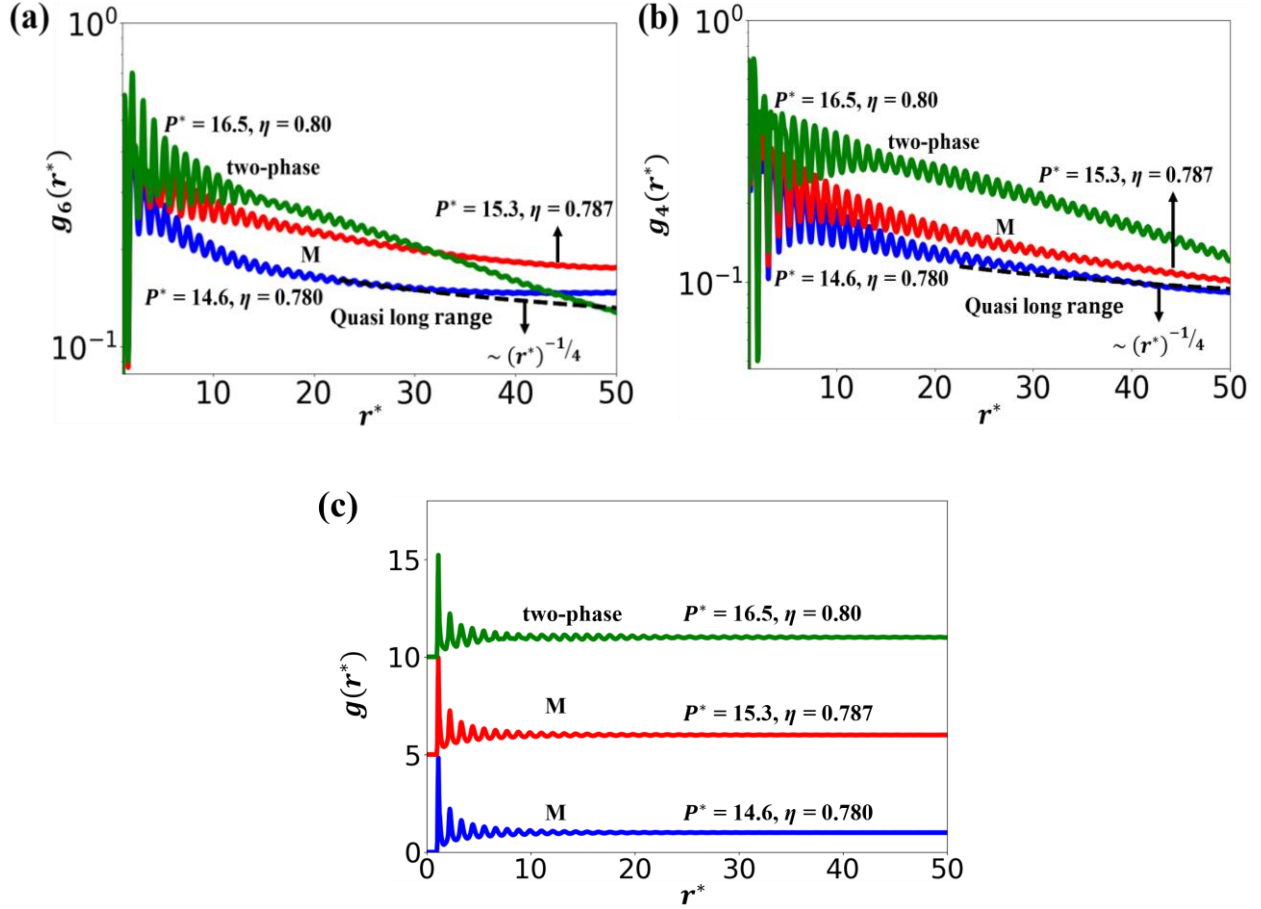 (a)
10⁰
g₆(r*)
P* = 16.5, η = 0.80
two-phase
P* = 15.3, η = 0.787
M
P* = 14.6, η = 0.780
Quasi long range
~ (r*)^−1/4
10⁻¹
10 20 30 40 50
r*
(b)
10⁰
g₄(r*)
P* = 16.5, η = 0.80
two-phase
P* = 15.3, η = 0.787
M
10⁻¹
P* = 14.6, η = 0.780
Quasi long range
~ (r*)^−1/4
10 20 30 40 50
r*
(c)
g(r*)
15
two-phase P* = 16.5, η = 0.80
10
M P* = 15.3, η = 0.787
5
M P* = 14.6, η = 0.780
0
0 10 20 30 40 50
r*